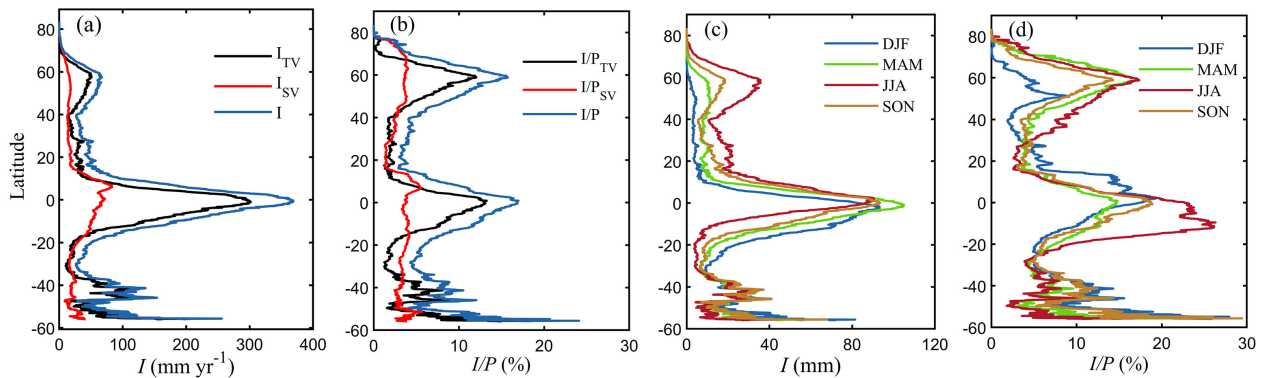 Latitude
(a)
80
60
40
20
0
-20
-40
-60
I_TV
I_SV
I
0 100 200 300 400
I (mm yr⁻¹)
(b)
80
60
40
20
0
-20
-40
-60
I/P_TV
I/P_SV
I/P
0 10 20 30
I/P (%)
(c)
80
60
40
20
0
-20
-40
-60
DJF
MAM
JJA
SON
0 40 80 120
I (mm)
(d)
80
60
40
20
0
-20
-40
-60
DJF
MAM
JJA
SON
0 10 20 30
I/P (%)